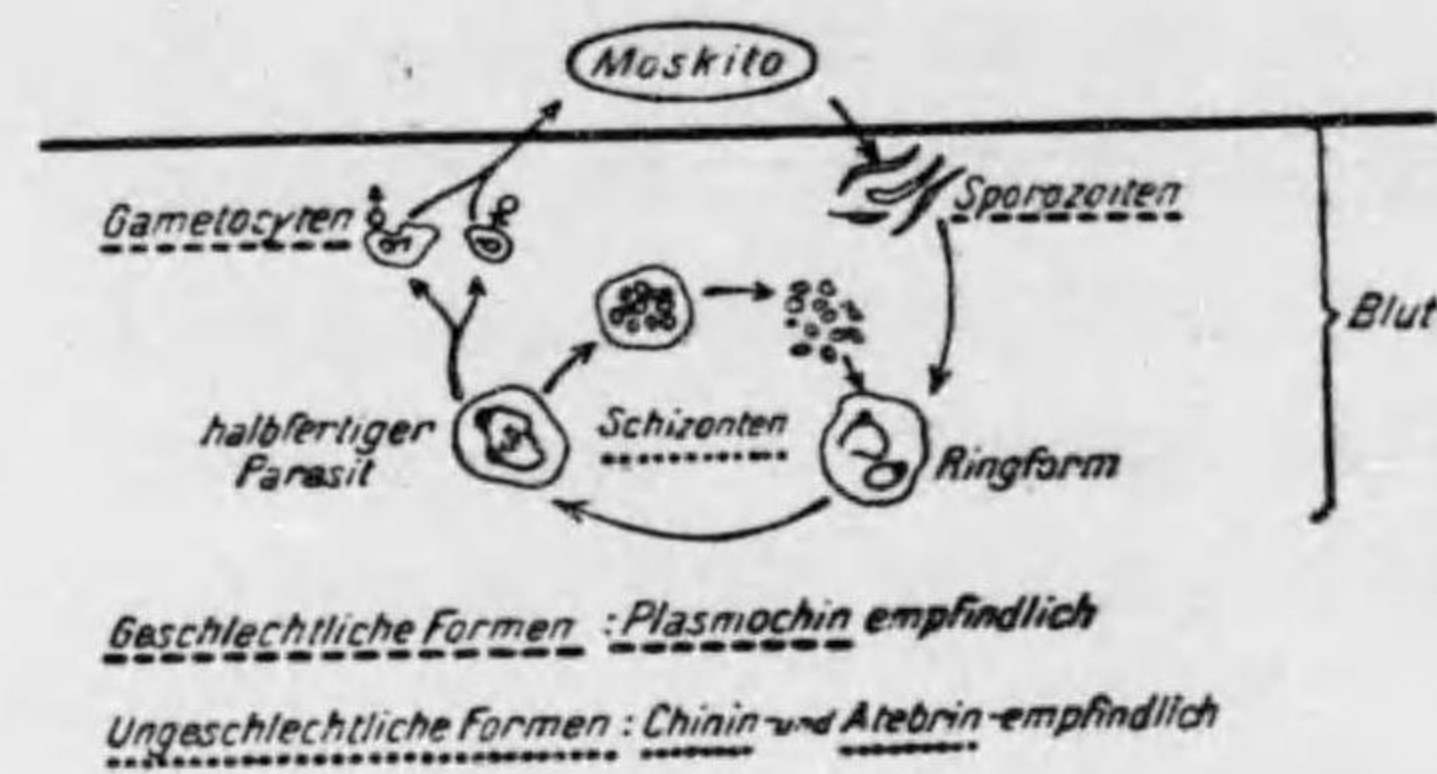 Moskito
Gametocyten
Sporozoiten
Blut
halbfertiger
Parasit
Schizonten
Ringform
Geschlechtliche Formen : Plasmochin empfindlich
Ungeschlechtliche Formen : Chinin- und Atebrin-empfindlich